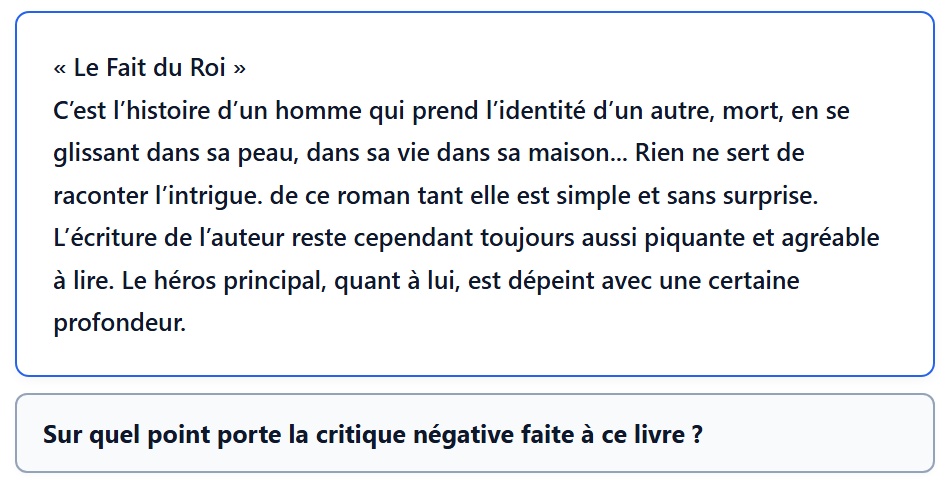 « Le Fait du Roi »
C’est l’histoire d’un homme qui prend l’identité d’un autre, mort, en se
glissant dans sa peau, dans sa vie dans sa maison... Rien ne sert de
raconter l’intrigue. de ce roman tant elle est simple et sans surprise.
L’écriture de l’auteur reste cependant toujours aussi piquante et agréable
à lire. Le héros principal, quant à lui, est dépeint avec une certaine
profondeur.
Sur quel point porte la critique négative faite à ce livre ?